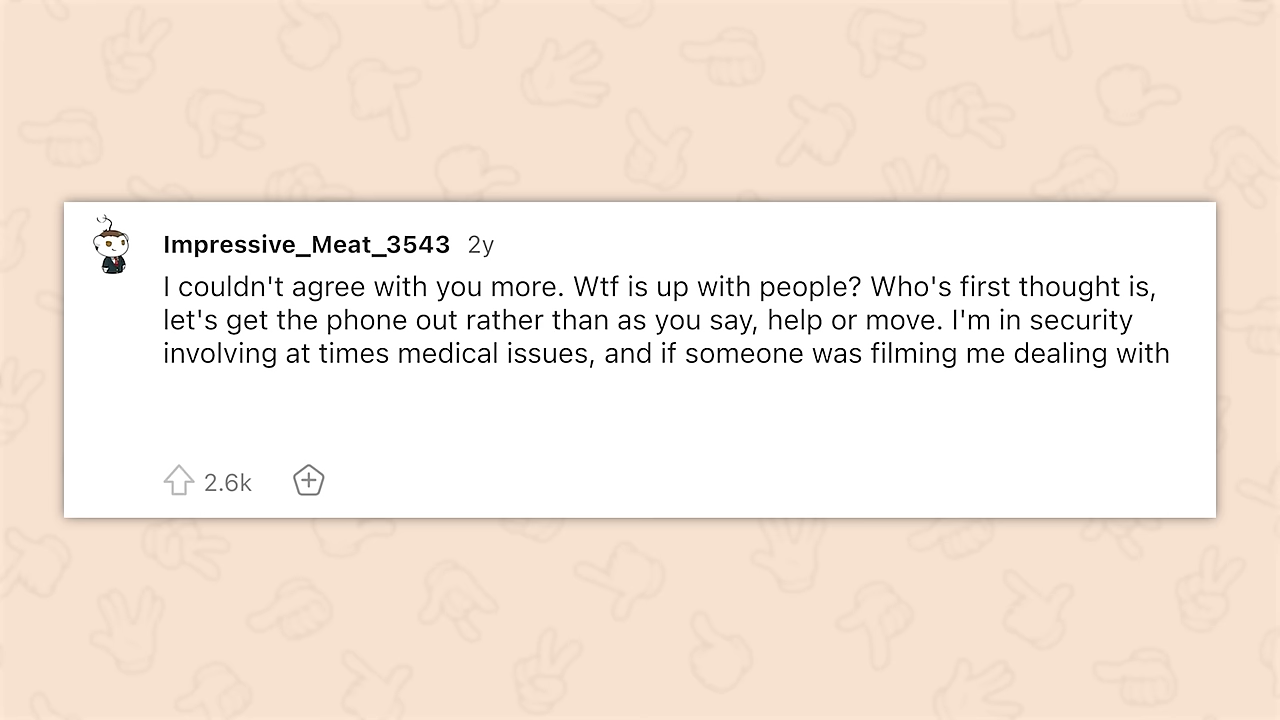 Impressive_Meat_3543 2y
I couldn't agree with you more. Wtf is up with people? Who's first thought is,
let's get the phone out rather than as you say, help or move. I'm in security
involving at times medical issues, and if someone was filming me dealing with
2.6k